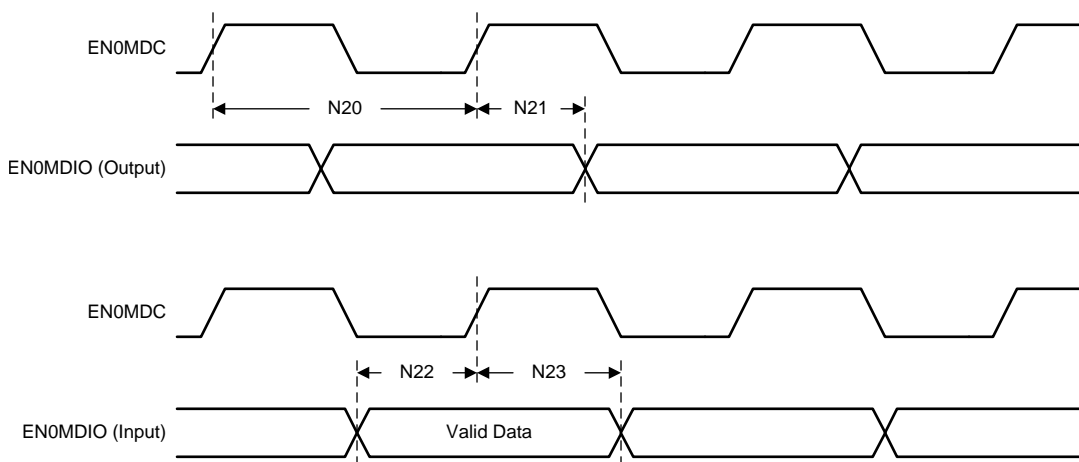 EN0MDC
N20
N21
EN0MDIO (Output)
EN0MDC
N22
N23
EN0MDIO (Input)
Valid Data